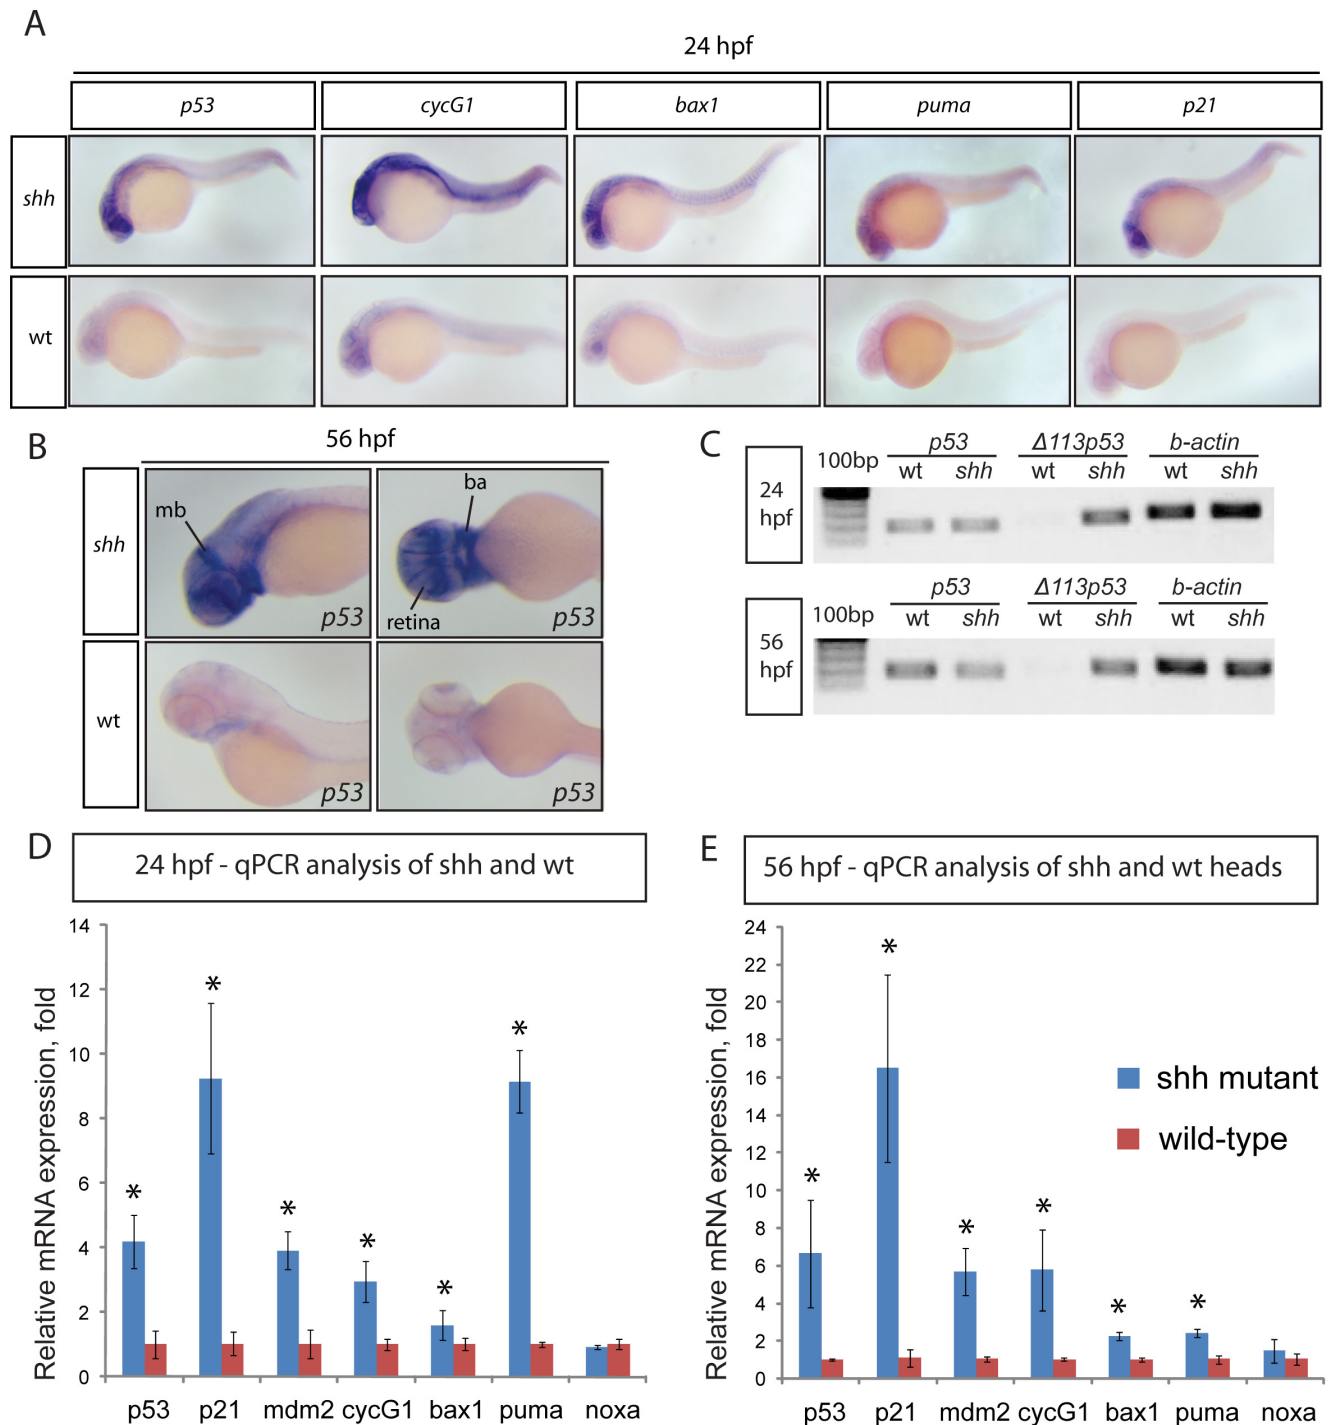 A
24 hpf
p53 cycG1 bax1 puma p21
shh
wt
B
56 hpf
shh
mb
p53
ba
retina
p53
wt
p53
p53
C
24 hpf
100bp
p53 Δ113p53 b-actin
wt shh wt shh wt shh
56 hpf
100bp
p53 Δ113p53 b-actin
wt shh wt shh wt shh
D
24 hpf - qPCR analysis of shh and wt
Relative mRNA expression, fold
14
12
10
8
6
4
2
0
* * * * * *
p53 p21 mdm2 cycG1 bax1 puma noxa
E
56 hpf - qPCR analysis of shh and wt heads
Relative mRNA expression, fold
24
22
20
18
16
14
12
10
8
6
4
2
0
* * * * * *
p53 p21 mdm2 cycG1 bax1 puma noxa
shh mutant
wild-type